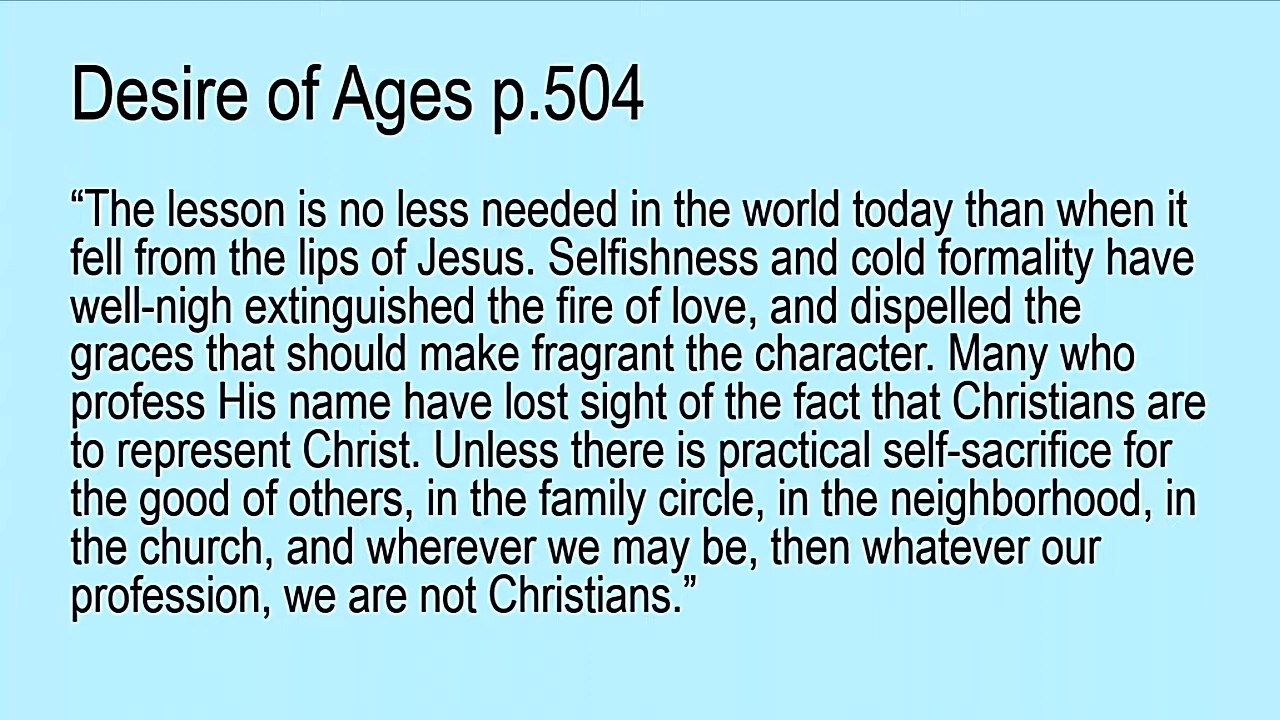 Desire of Ages p.504
“The lesson is no less needed in the world today than when it
fell from the lips of Jesus. Selfishness and cold formality have
well-nigh extinguished the fire of love, and dispelled the
graces that should make fragrant the character. Many who
profess His name have lost sight of the fact that Christians are
to represent Christ. Unless there is practical self-sacrifice for
the good of others, in the family circle, in the neighborhood, in
the church, and wherever we may be, then whatever our
profession, we are not Christians.”